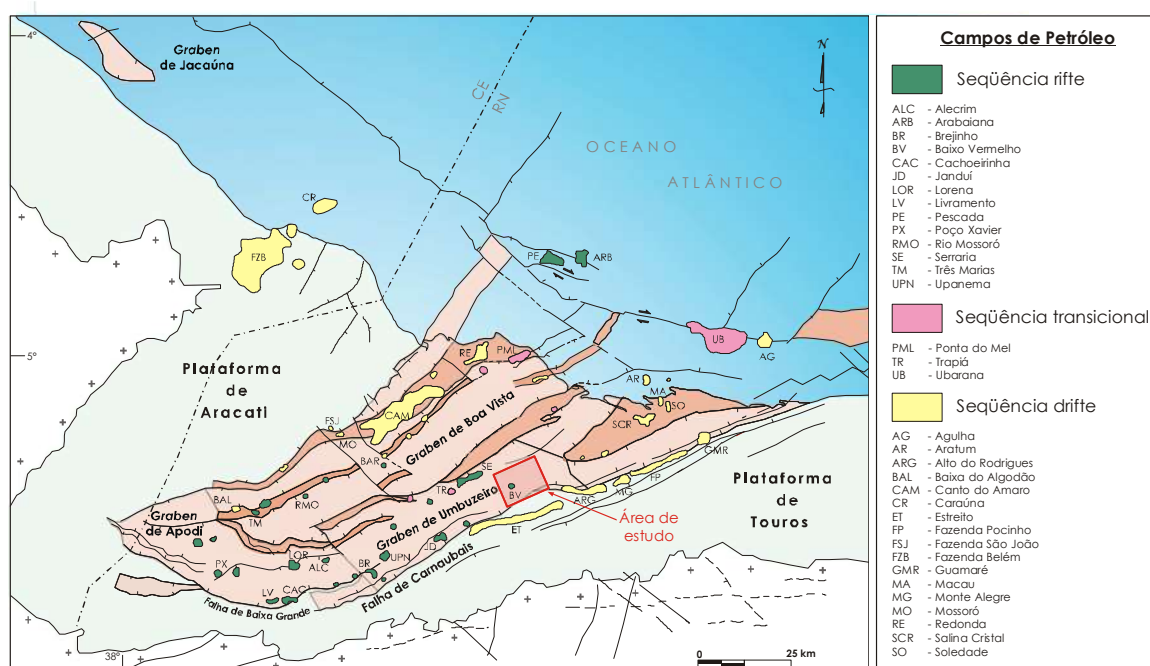 4°
Graben
de Jacaúna
CE
RN
N
OCEANO
ATLÂNTICO
CR
FZB
PE
ARB
5°
UB
AG
RE
PML
Plataforma
de
Aracati
AR
MA
SO
SCR
CAM
FSJ
MO
Graben de Boa Vista
BAR
GMR
SE
TR
BV
FP
MG
ARG
Plataforma
de
Touros
BAL
RMO
TM
Graben
de Apodi
Graben de Umbuzeiro
Área de
estudo
ET
JD
UPN
LOR
ALC
BR
PX
LV
CAC
Falha de Carnaubais
Falha de Baixa Grande
38°
0
25 km
Campos de Petróleo
Seqüência rifte
ALC - Alecrim
ARB - Arabaiana
BR - Brejinho
BV - Baixo Vermelho
CAC - Cachoeirinha
JD - Janduí
LOR - Lorena
LV - Livramento
PE - Pescada
PX - Poço Xavier
RMO - Rio Mossoró
SE - Serraria
TM - Três Marias
UPN - Upanema
Seqüência transicional
PML - Ponta do Mel
TR - Trapiá
UB - Ubarana
Seqüência drifte
AG - Agulha
AR - Aratum
ARG - Alto do Rodrigues
BAL - Baixa do Algodão
CAM - Canto do Amaro
CR - Caraúna
ET - Estreito
FP - Fazenda Pocinho
FSJ - Fazenda São João
FZB - Fazenda Belém
GMR - Guamaré
MA - Macau
MG - Monte Alegre
MO - Mossoró
RE - Redonda
SCR - Salina Cristal
SO - Soledade